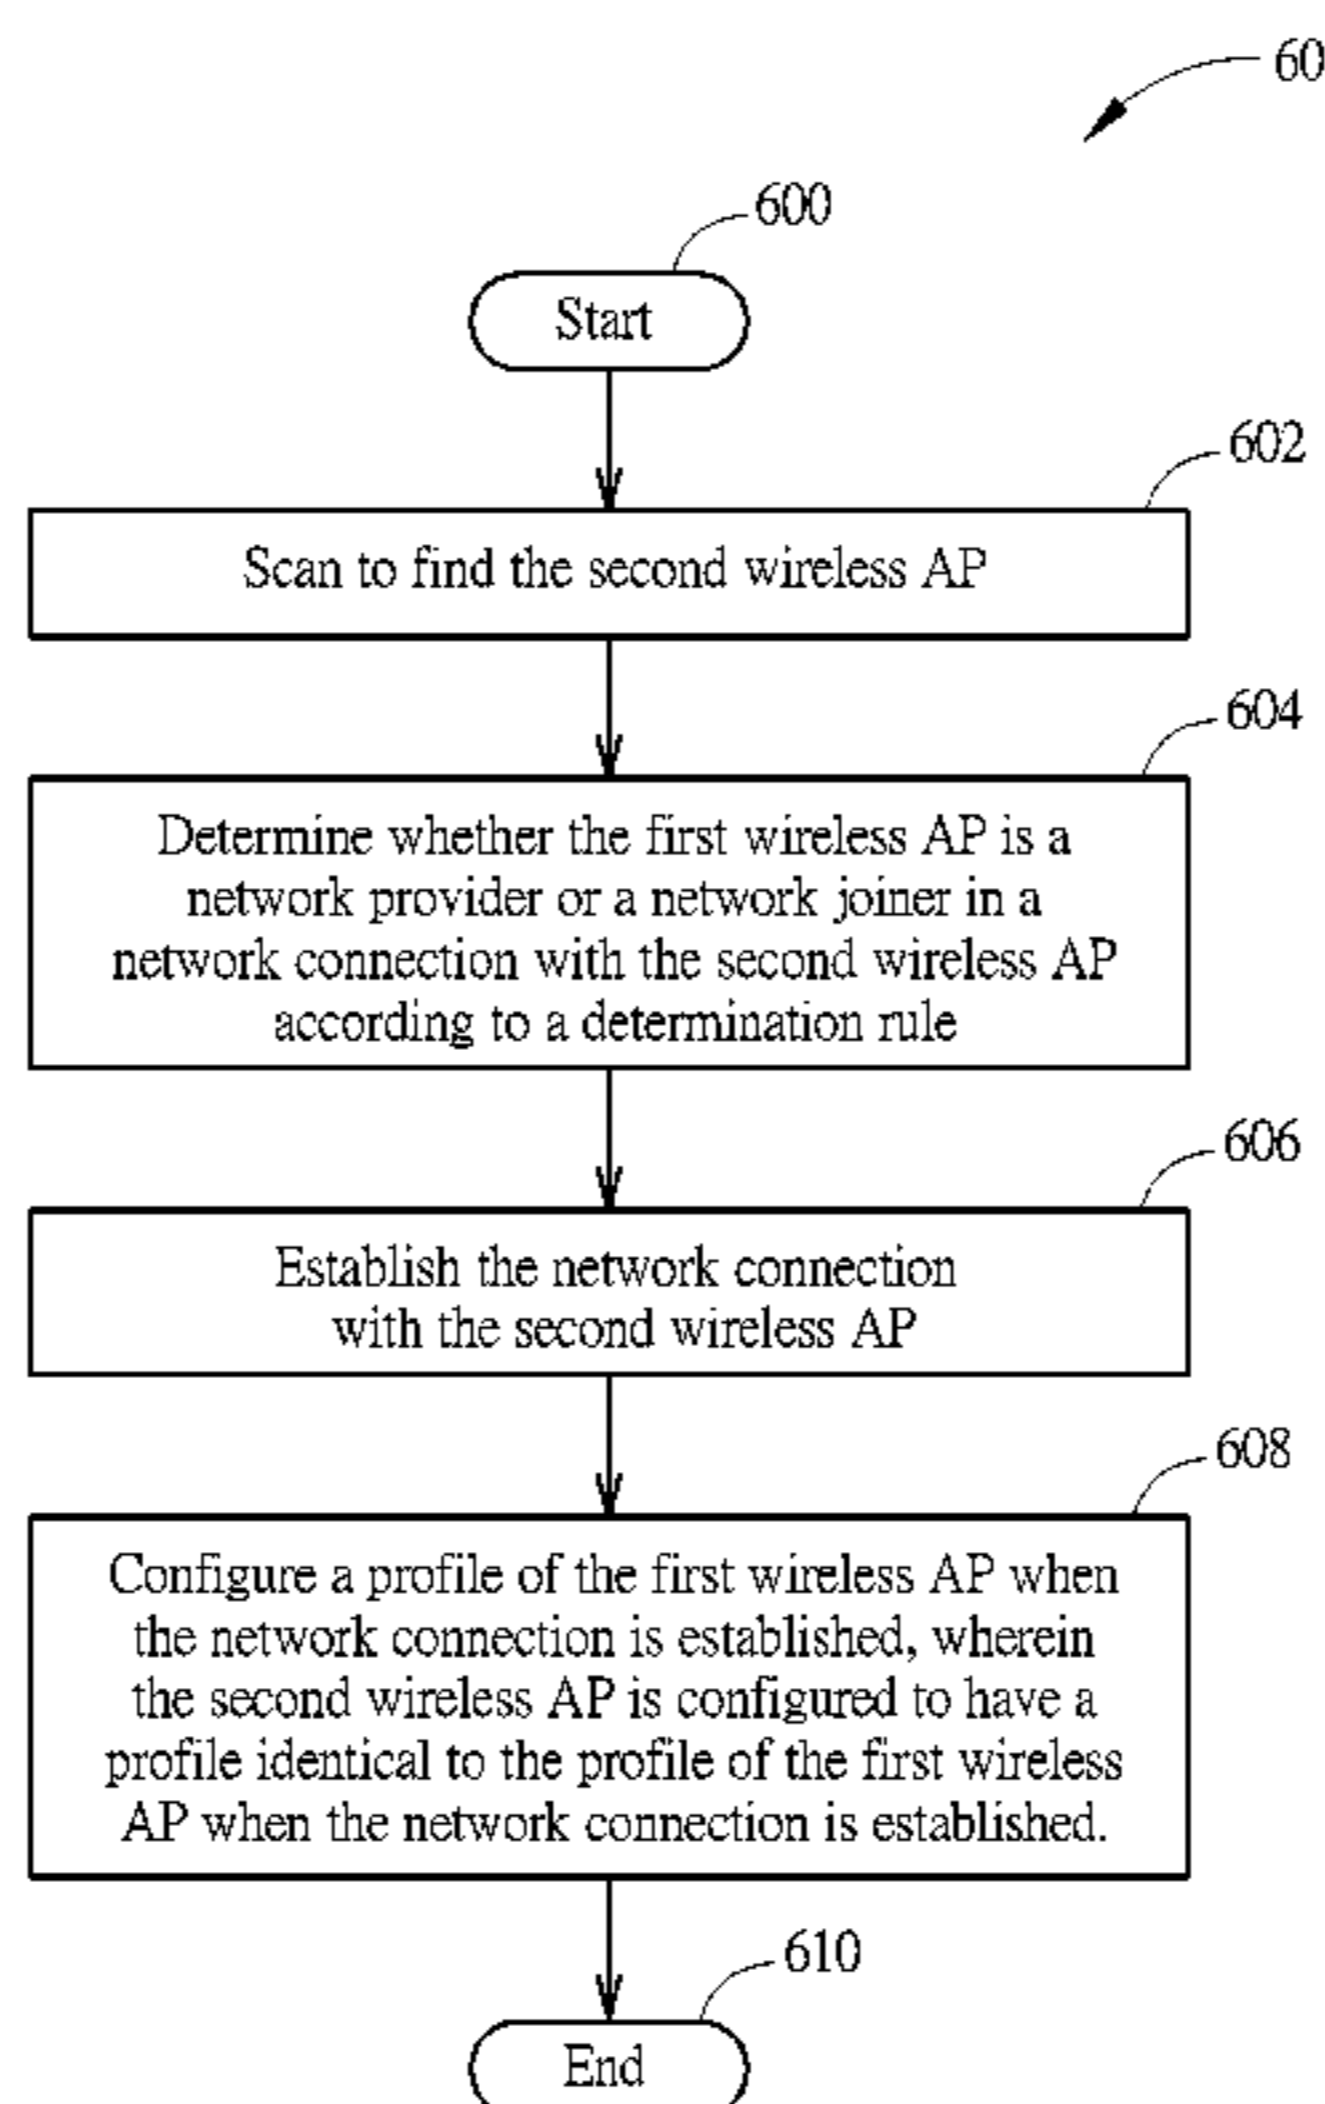 60
600
Start
602
Scan to find the second wireless AP
604
Determine whether the first wireless AP is a
network provider or a network joiner in a
network connection with the second wireless AP
according to a determination rule
606
Establish the network connection
with the second wireless AP
608
Configure a profile of the first wireless AP when
the network connection is established, wherein
the second wireless AP is configured to have a
profile identical to the profile of the first wireless
AP when the network connection is established.
610
End